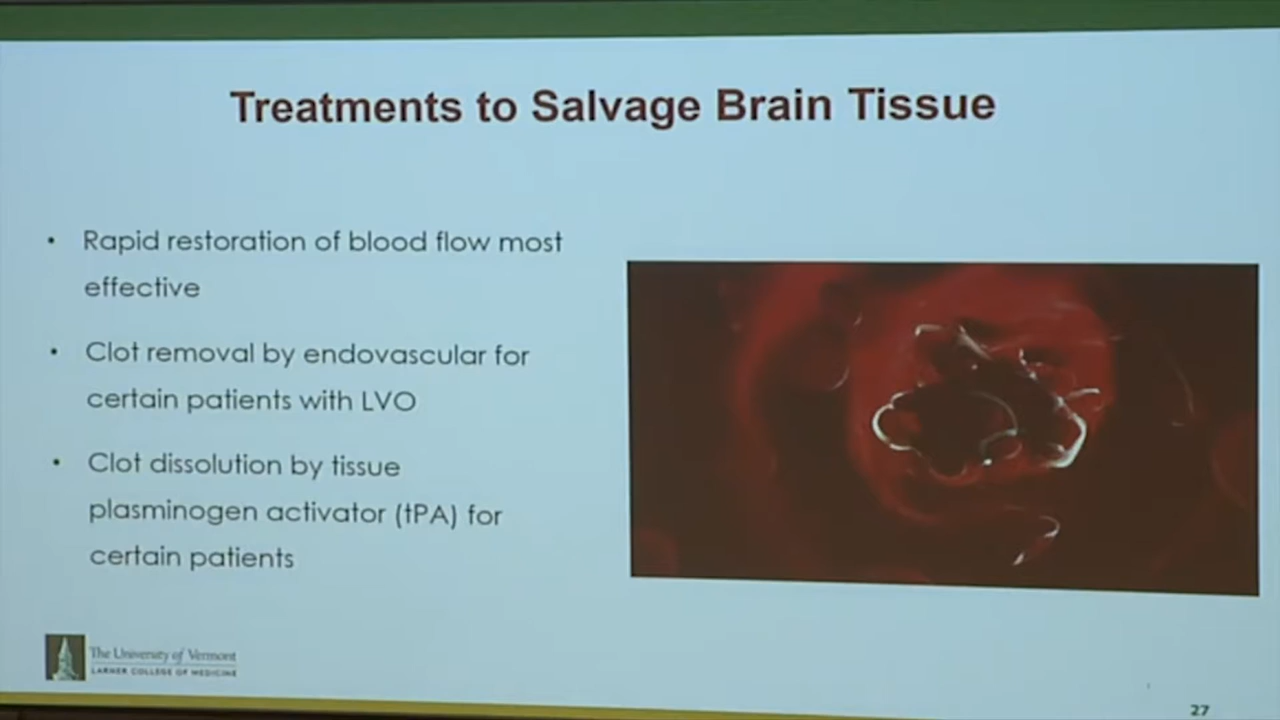 Treatments to Salvage Brain Tissue
• Rapid restoration of blood flow most
effective
• Clot removal by endovascular for
certain patients with LVO
• Clot dissolution by tissue
plasminogen activator (tPA) for
certain patients
The University of Vermont
LARNER COLLEGE OF MEDICINE
27